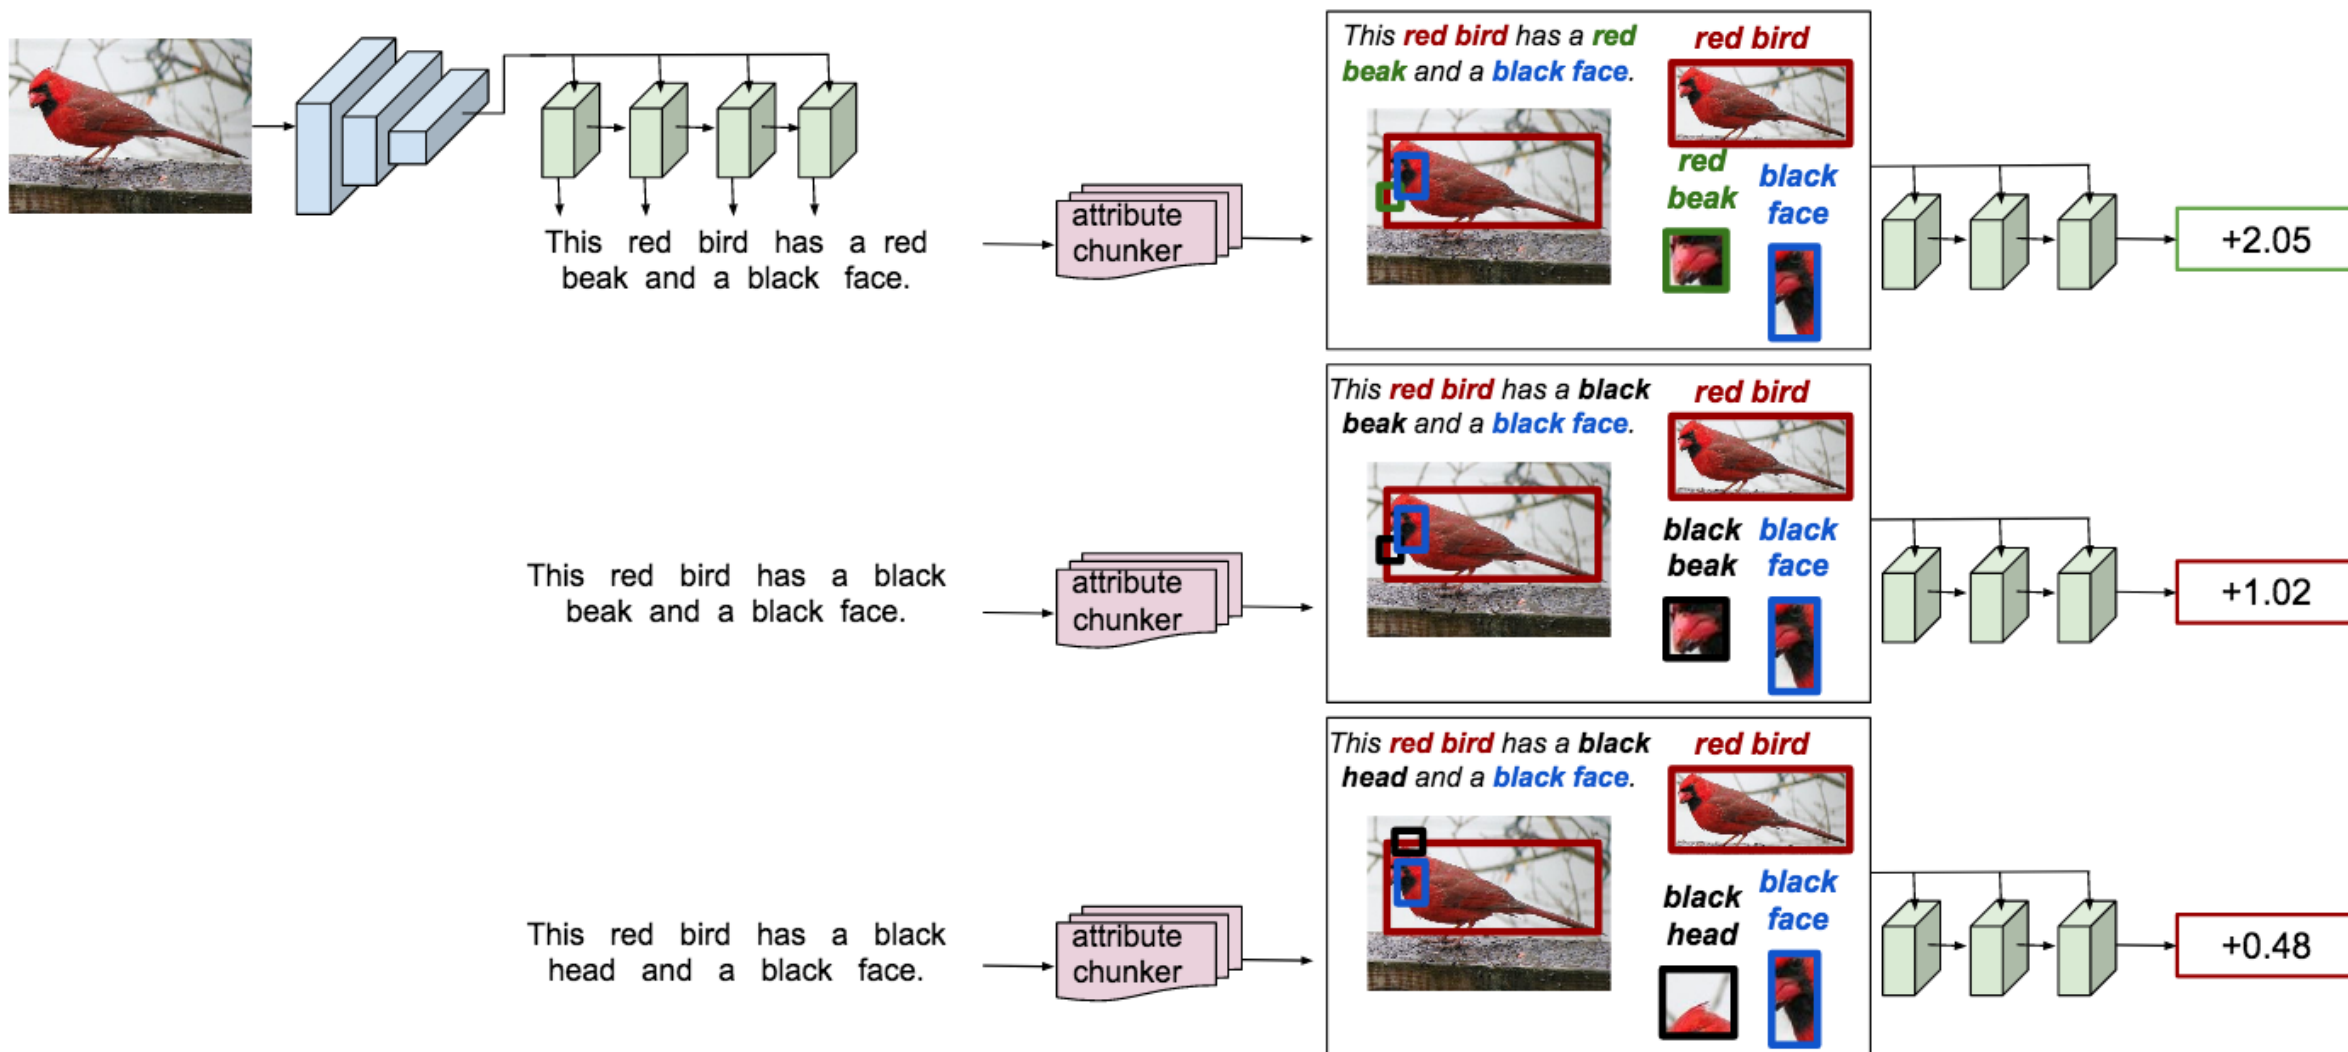 This red bird has a red
beak and a black face.
attribute
chunker
This red bird has a red
beak and a black face.
red bird
red
beak
black
face
+2.05
This red bird has a black
beak and a black face.
attribute
chunker
This red bird has a black
beak and a black face.
red bird
black
beak
black
face
+1.02
This red bird has a black
head and a black face.
attribute
chunker
This red bird has a black
head and a black face.
red bird
black
head
black
face
+0.48